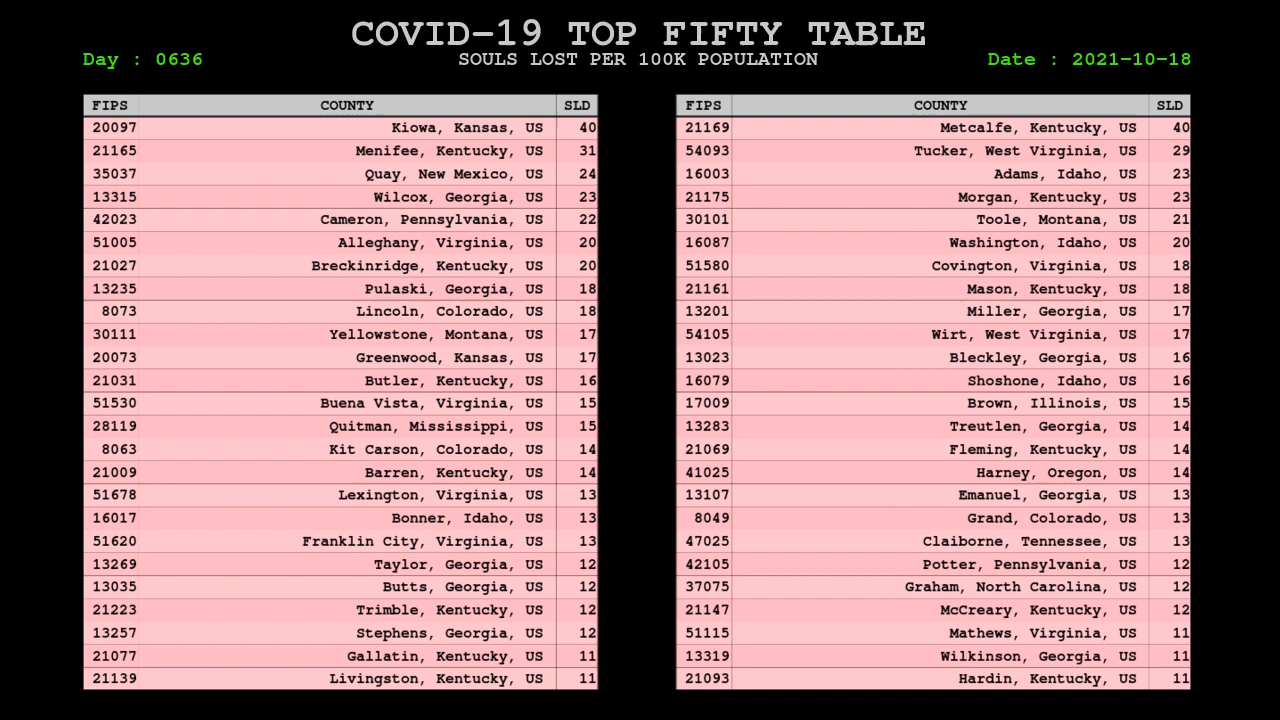 COVID-19 TOP FIFTY TABLE
Day : 0636 SOULS LOST PER 100K POPULATION Date : 2021-10-18
FIPS COUNTY SLD FIPS COUNTY SLD
20097 Kiowa, Kansas, US 40 21169 Metcalfe, Kentucky, US 40
21165 Menifee, Kentucky, US 31 54093 Tucker, West Virginia, US 29
35037 Quay, New Mexico, US 24 16003 Adams, Idaho, US 23
13315 Wilcox, Georgia, US 23 21175 Morgan, Kentucky, US 23
42023 Cameron, Pennsylvania, US 22 30101 Toole, Montana, US 21
51005 Alleghany, Virginia, US 20 16087 Washington, Idaho, US 20
21027 Breckinridge, Kentucky, US 20 51580 Covington, Virginia, US 18
13235 Pulaski, Georgia, US 18 21161 Mason, Kentucky, US 18
8073 Lincoln, Colorado, US 18 13201 Miller, Georgia, US 17
30111 Yellowstone, Montana, US 17 54105 Wirt, West Virginia, US 17
20073 Greenwood, Kansas, US 17 13023 Bleckley, Georgia, US 16
21031 Butler, Kentucky, US 16 16079 Shoshone, Idaho, US 16
51530 Buena Vista, Virginia, US 15 17009 Brown, Illinois, US 15
28119 Quitman, Mississippi, US 15 13283 Treutlen, Georgia, US 14
8063 Kit Carson, Colorado, US 14 21069 Fleming, Kentucky, US 14
21009 Barren, Kentucky, US 14 41025 Harney, Oregon, US 14
51678 Lexington, Virginia, US 13 13107 Emanuel, Georgia, US 13
16017 Bonner, Idaho, US 13 8049 Grand, Colorado, US 13
51620 Franklin City, Virginia, US 13 47025 Claiborne, Tennessee, US 13
13269 Taylor, Georgia, US 12 42105 Potter, Pennsylvania, US 12
13035 Butts, Georgia, US 12 37075 Graham, North Carolina, US 12
21223 Trimble, Kentucky, US 12 21147 McCreary, Kentucky, US 12
13257 Stephens, Georgia, US 12 51115 Mathews, Virginia, US 11
21077 Gallatin, Kentucky, US 11 13319 Wilkinson, Georgia, US 11
21139 Livingston, Kentucky, US 11 21093 Hardin, Kentucky, US 11